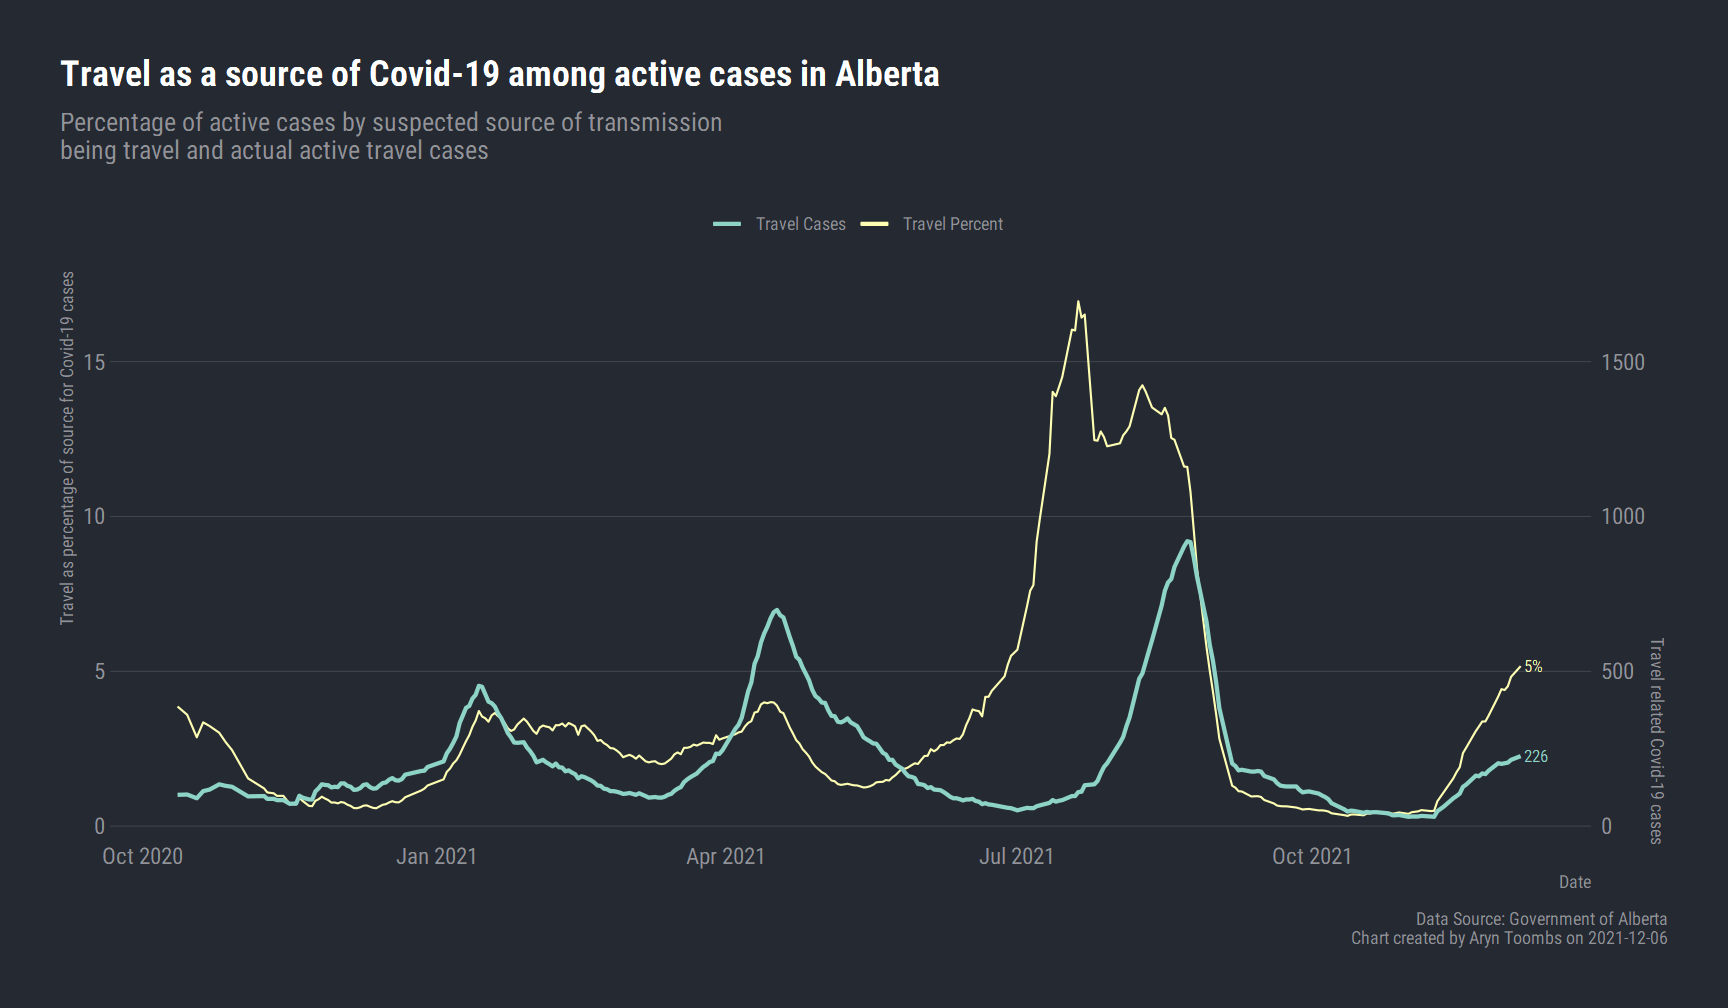 Travel as a source of Covid-19 among active cases in Alberta
Percentage of active cases by suspected source of transmission
being travel and actual active travel cases
Travel Cases
Travel Percent
Travel as percentage of source for Covid-19 cases
15
10
5
0
1500
1000
500
0
Travel related Covid-19 cases
5%
226
Oct 2020
Jan 2021
Apr 2021
Jul 2021
Oct 2021
Date
Data Source: Government of Alberta
Chart created by Aryn Toombs on 2021-12-06